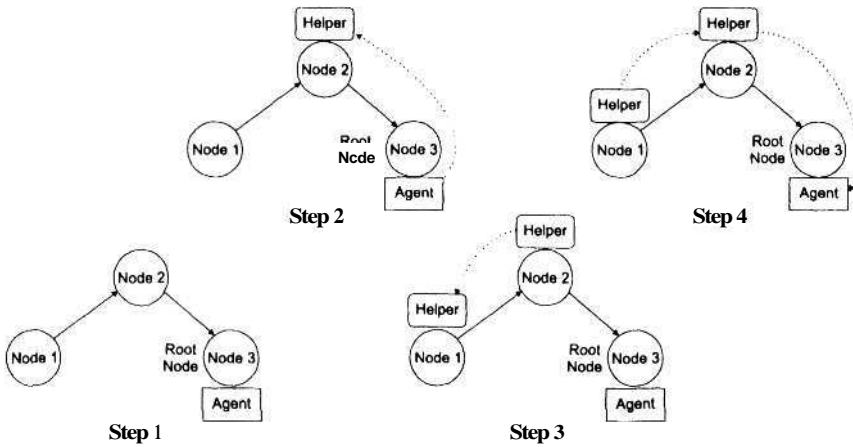 Helper
Node 2
Node 1
Root
Ncde
Node 3
Agent
Step 2
Helper
Node 2
Helper
Node 1
Root
Node
Node 3
Agent
Step 4
Node 2
Node 1
Root
Node
Node 3
Agent
Step 1
Helper
Node 2
Helper
Node 1
Root
Node
Node 3
Agent
Step 3